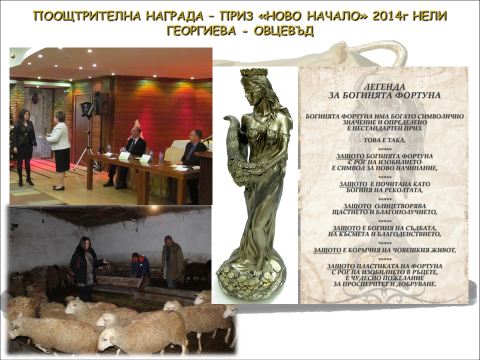 ПООЩТРИТЕЛНА НАГРАДА – ПРИЗ «НОВО НАЧАЛО» 2014г НЕЛИ
ГЕОРГИЕВА - ОВЦЕВЪД
ЛЕГЕНДА
ЗА БОГИНЯТА ФОРТУНА
БОГИНЯТА ФОРТУНА ИМА БОГАТО СИМВОЛИЧНО
ЗНАЧЕНИЕ И ОПРЕДЕЛЕНО
Е НЕСТАНДАРТЕН ПРИЗ.
ТОВА Е ТАКА,
*****
ЗАЩОТО БОГИНЯТА ФОРТУНА
С РОГ НА ИЗОБИЛИЕТО
Е СИМВОЛ ЗА НОВО НАЧИНАНИЕ,
*****
ЗАЩОТО Е ПОЧИТАНА КАТО
БОГИНЯ НА РЕКОЛТАТА,
*****
ЗАЩОТО ОЛИЦЕТВОРЯВА
ЩАСТИЕТО И БЛАГОПОЛУЧИЕТО,
*****
ЗАЩОТО Е БОГИНЯ НА СЪДБАТА,
НА КЪСМЕТА И БЛАГОДЕНСТВИЕТО,
*****
ЗАЩОТО Е КОРМЧИЯ НА ЧОВЕШКИЯ ЖИВОТ,
*****
ЗАЩОТО ПЛАСТИКАТА НА ФОРТУНА
С РОГ НА ИЗОБИЛИЕТО В РЪЦЕТЕ,
Е ЧУДЕСНО ПОЖЕЛАНИЕ
ЗА ПРОСПЕРИТЕТ И ДОБРУВАНЕ.